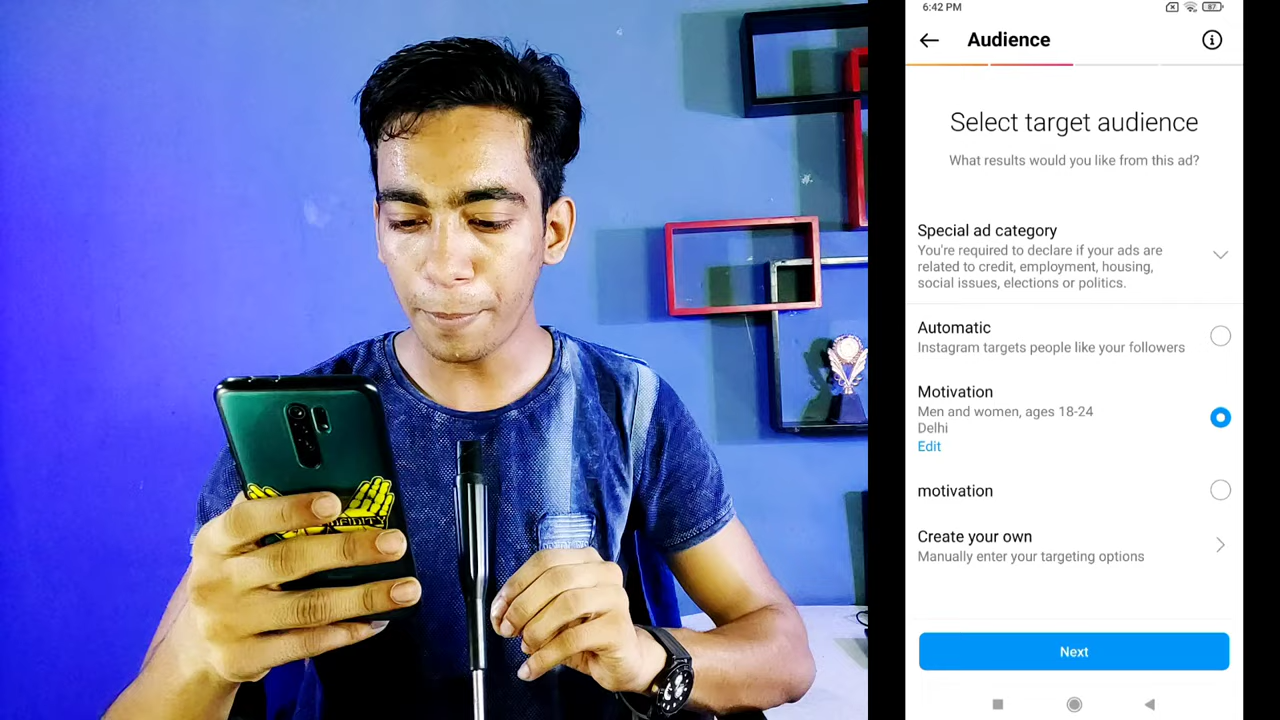 6:42 PM
87
Audience
Select target audience
What results would you like from this ad?
Special ad category
You're required to declare if your ads are
related to credit, employment, housing,
social issues, elections or politics.
Automatic
Instagram targets people like your followers
Motivation
Men and women, ages 18-24
Delhi
Edit
motivation
Create your own
Manually enter your targeting options
Next